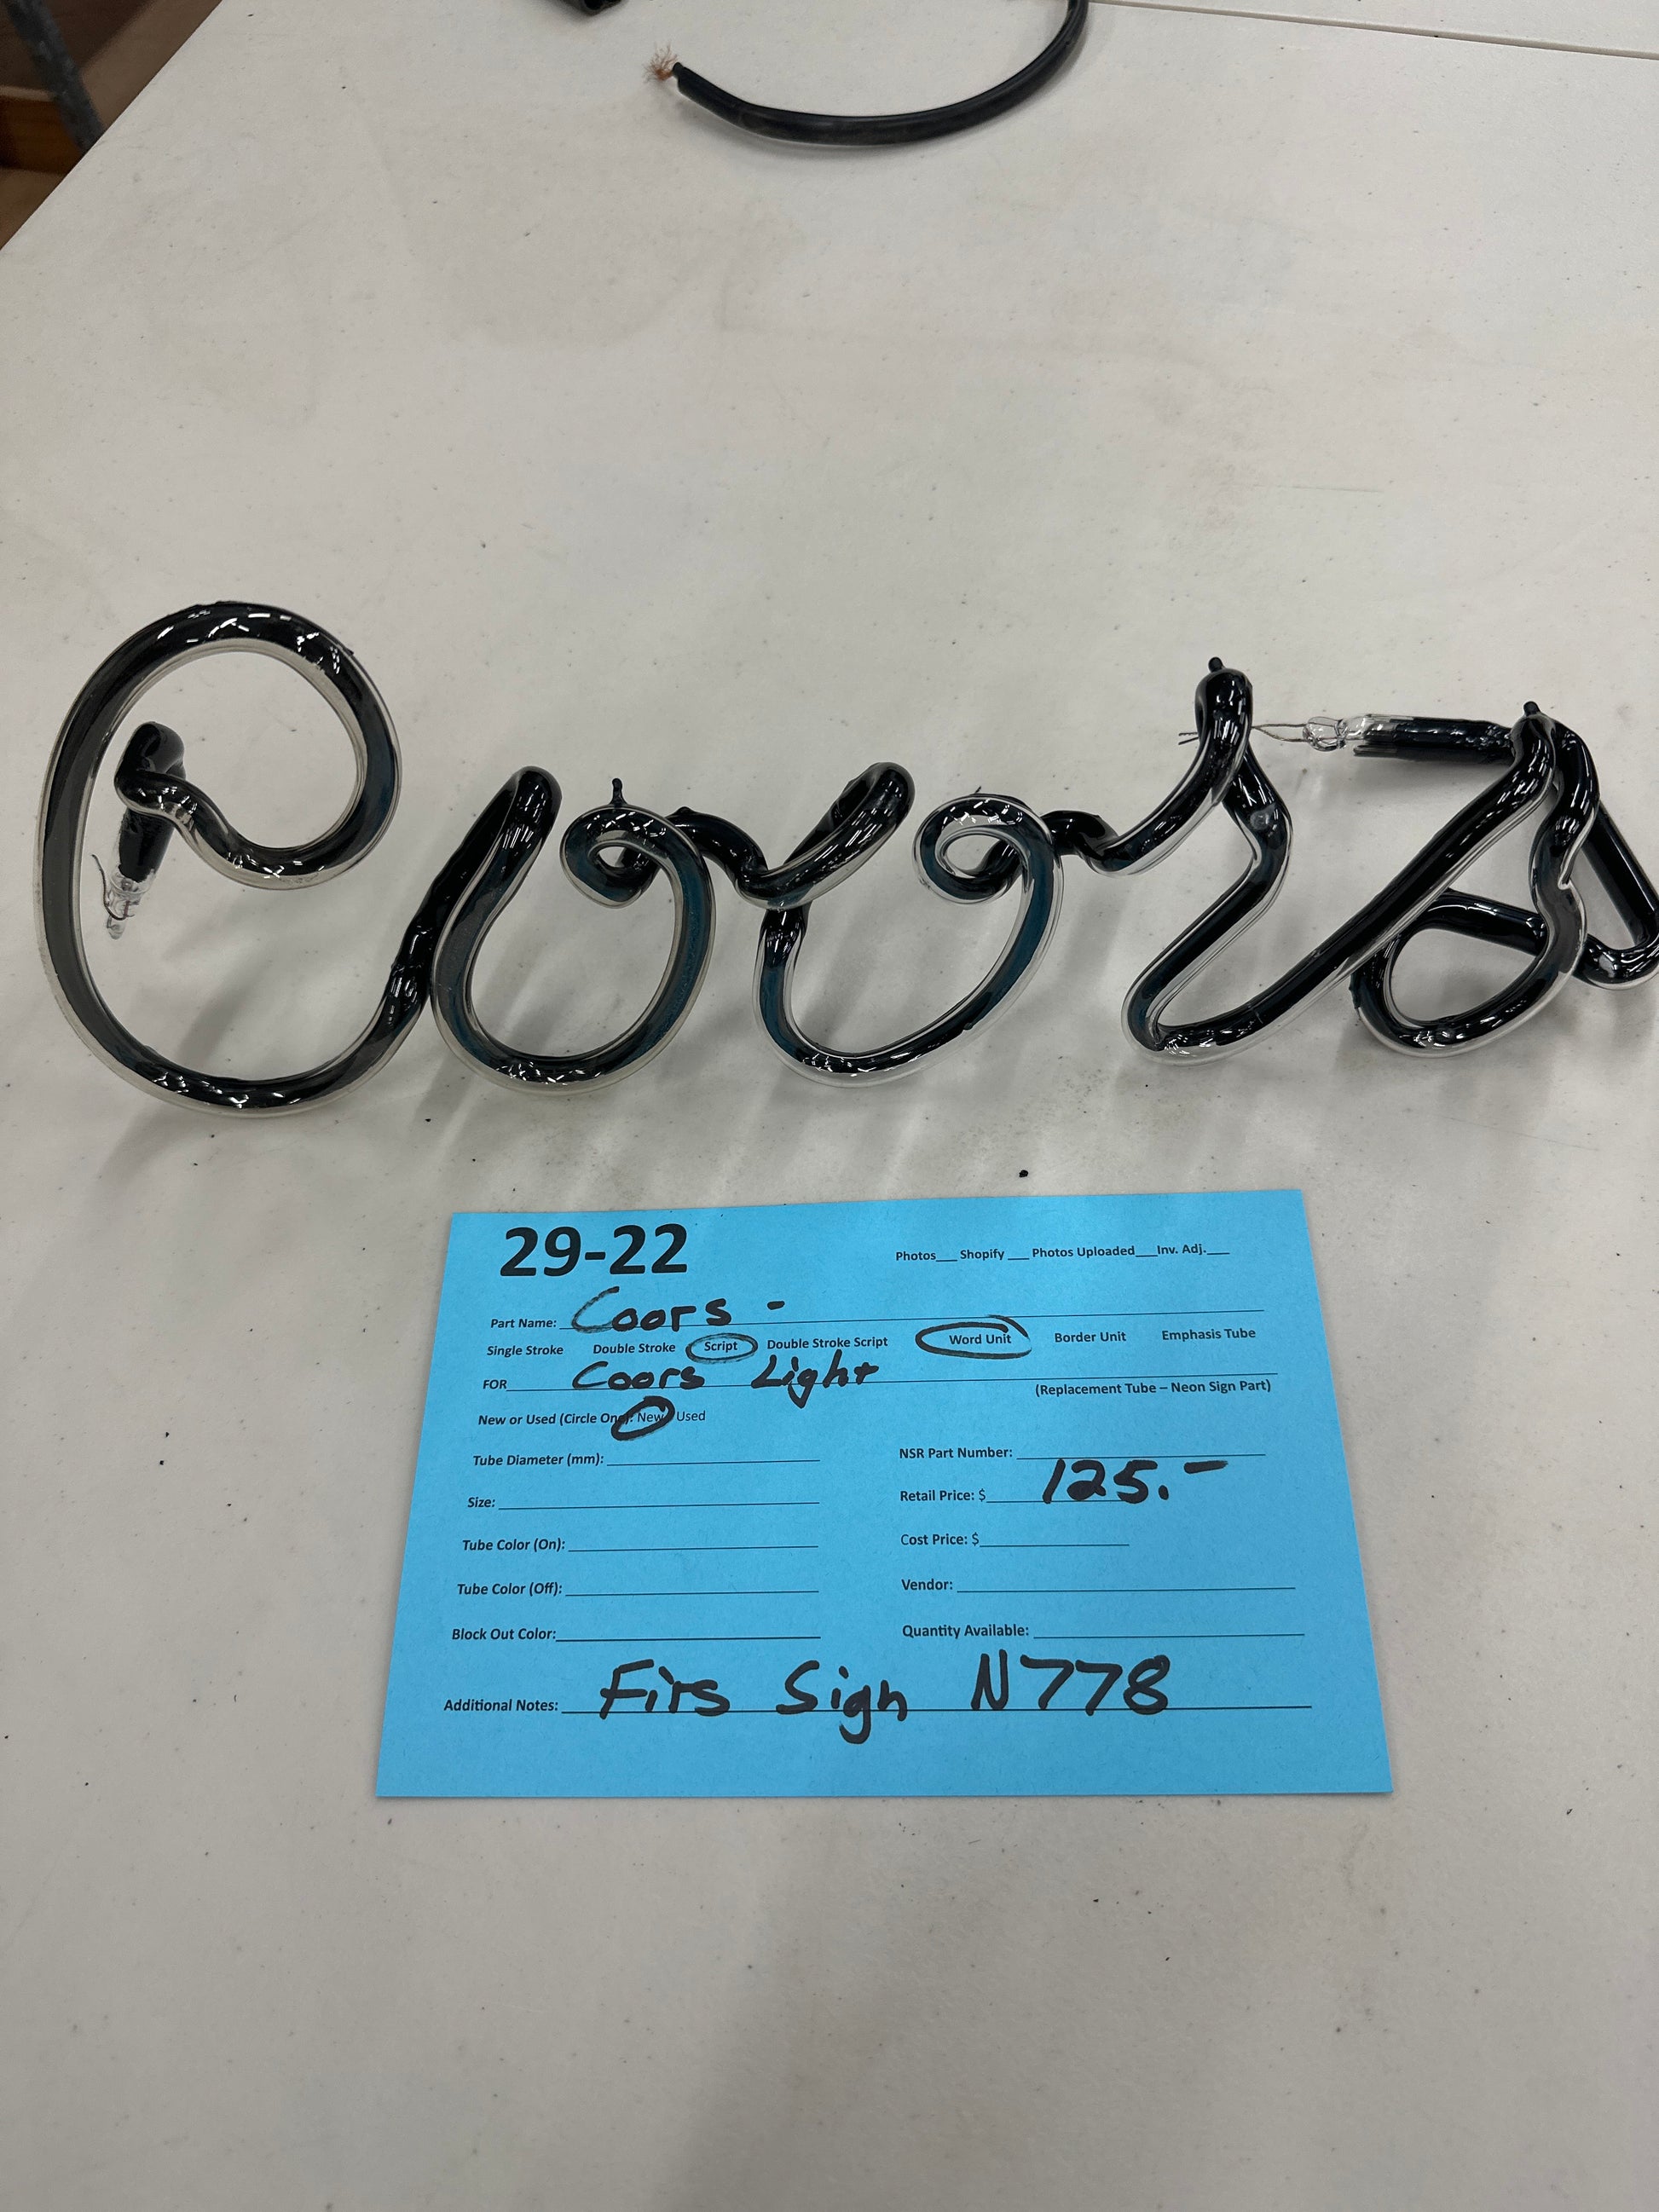 Coors
29-22
Photos___ Shopify ___ Photos Uploaded___Inv. Adj.___
Part Name: Coors -
Single Stroke Double Stroke Script Double Stroke Script Word Unit Border Unit Emphasis Tube
FOR Coors Light
(Replacement Tube – Neon Sign Part)
New or Used (Circle One): New Used
Tube Diameter (mm):
NSR Part Number:
Size:
Retail Price: $ 125.-
Tube Color (On):
Cost Price: $
Tube Color (Off):
Vendor:
Block Out Color:
Quantity Available:
Additional Notes: Fits Sign N778